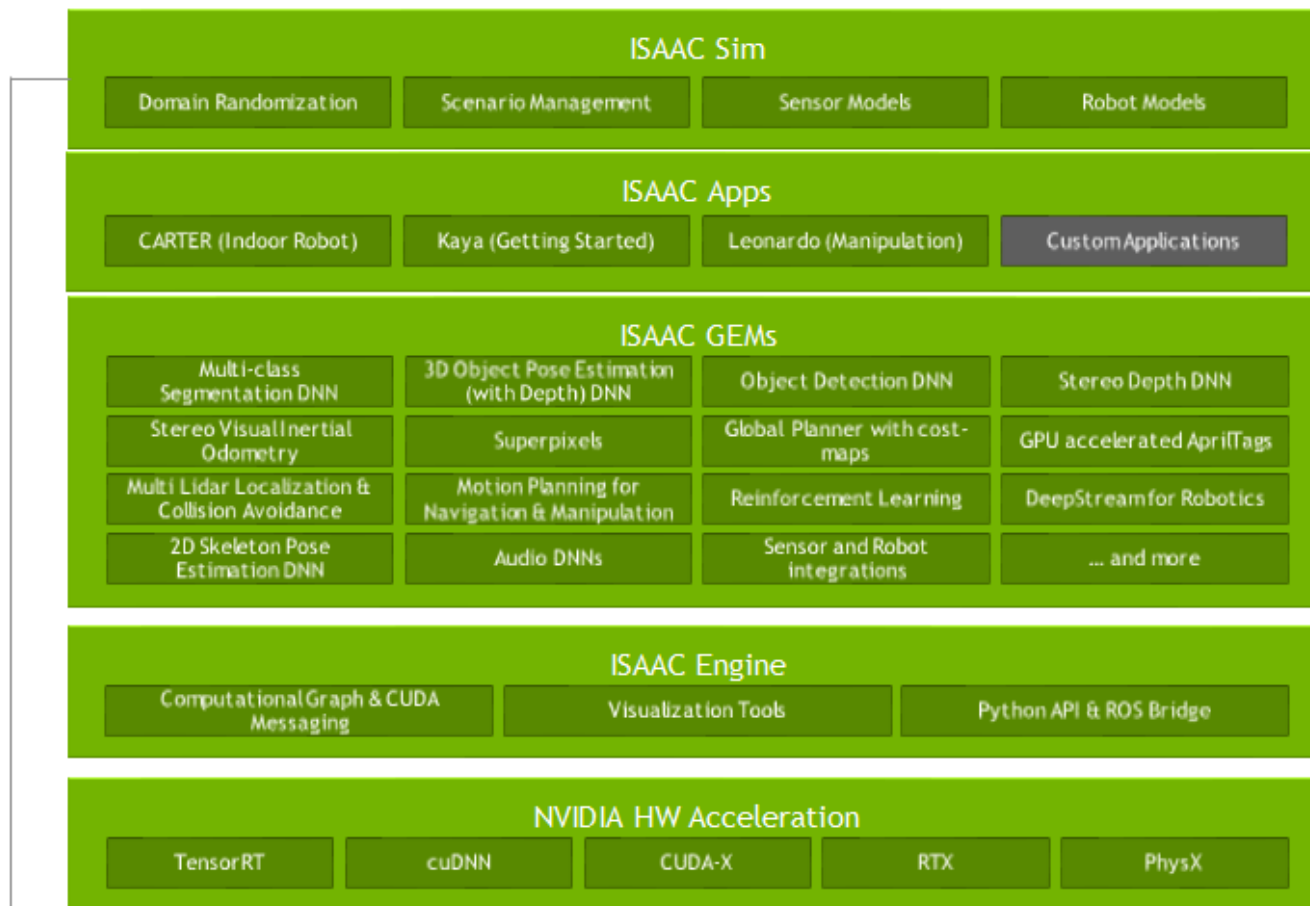 ISAAC Sim
Domain Randomization
Scenario Management
Sensor Models
Robot Models
ISAAC Apps
CARTER (Indoor Robot)
Kaya (Getting Started)
Leonardo (Manipulation)
Custom Applications
ISAAC GEMs
Multi-class
Segmentation DNN
3D Object Pose Estimation
(with Depth) DNN
Object Detection DNN
Stereo Depth DNN
Stereo Visual Inertial
Odometry
Superpixels
Global Planner with cost-
maps
GPU accelerated AprilTags
Multi Lidar Localization &
Collision Avoidance
Motion Planning for
Navigation & Manipulation
Reinforcement Learning
DeepStream for Robotics
2D Skeleton Pose
Estimation DNN
Audio DNNs
Sensor and Robot
integrations
... and more
ISAAC Engine
Computational Graph & CUDA
Messaging
Visualization Tools
Python API & ROS Bridge
NVIDIA HW Acceleration
TensorRT
cuDNN
CUDA-X
RTX
PhysX